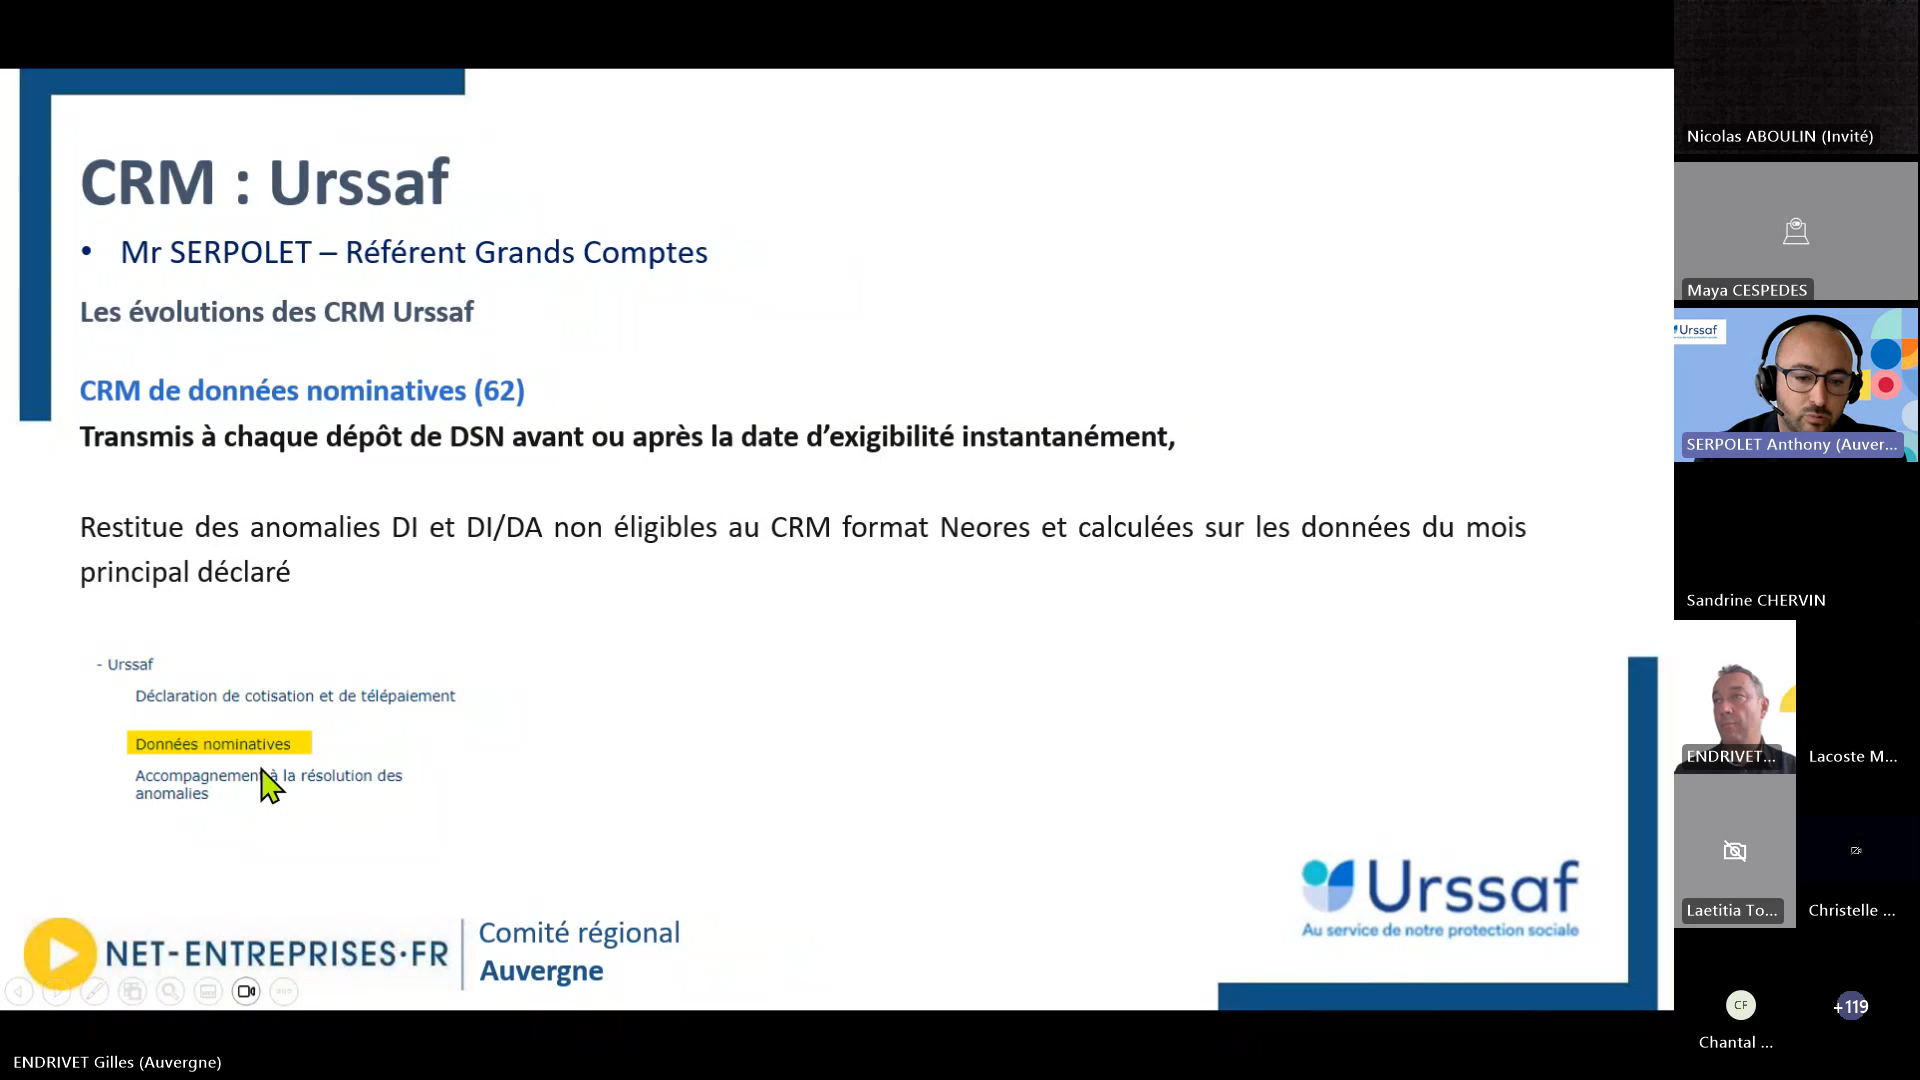 CRM : Urssaf
• Mr SERPOLET – Référent Grands Comptes
Les évolutions des CRM Urssaf
CRM de données nominatives (62)
Transmis à chaque dépôt de DSN avant ou après la date d’exigibilité instantanément,
Restitue des anomalies DI et DI/DA non éligibles au CRM format Neores et calculées sur les données du mois
principal déclaré
- Urssaf
Déclaration de cotisation et de télépaiement
Données nominatives
Accompagnement à la résolution des
anomalies
NET-ENTREPRISES·FR
Comité régional
Auvergne
Urssaf
Au service de notre protection sociale
ENDRIVET Gilles (Auvergne)
Nicolas ABOULIN (Invité)
Maya CESPEDES
Urssaf
SERPOLET Anthony (Auver...
Sandrine CHERVIN
ENDRIVET...
Lacoste M...
Laetitia To...
Christelle ...
CF
+119
Chantal ...